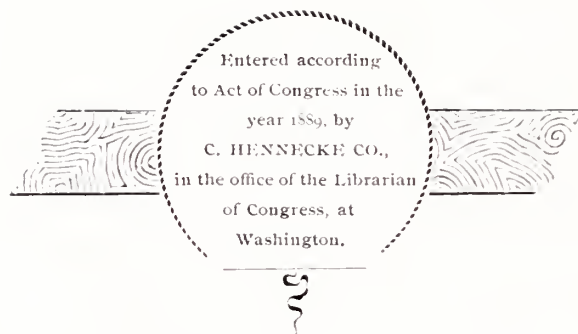 Entered according
to Act of Congress in the
year 1889, by
C. HENNECKE CO.,
in the office of the Librarian
of Congress, at
Washington.